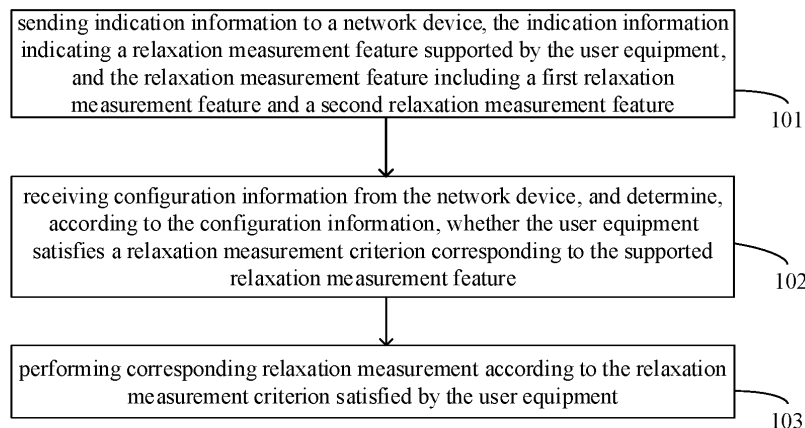 sending indication information to a network device, the indication information
indicating a relaxation measurement feature supported by the user equipment,
and the relaxation measurement feature including a first relaxation
measurement feature and a second relaxation measurement feature
101
receiving configuration information from the network device, and determine,
according to the configuration information, whether the user equipment
satisfies a relaxation measurement criterion corresponding to the supported
relaxation measurement feature
102
performing corresponding relaxation measurement according to the relaxation
measurement criterion satisfied by the user equipment
103